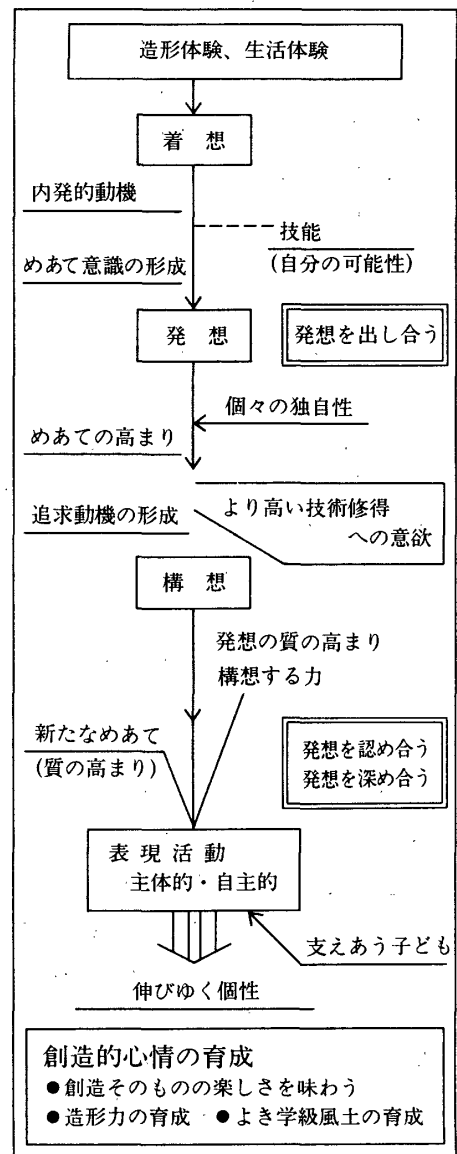 造形体験、生活体験
着想
内発的動機
技能
(自分の可能性)
めあて意識の形成
発想
発想を出し合う
個々の独自性
めあての高まり
より高い技術修得
への意欲
追求動機の形成
構想
発想の質の高まり
構想する力
新たなめあて
(質の高まり)
発想を認め合う
発想を深め合う
表現活動
主体的・自主的
支えあう子ども
伸びゆく個性
創造的心情の育成
●創造そのものの楽しさを味わう
●造形力の育成 ●よき学級風土の育成